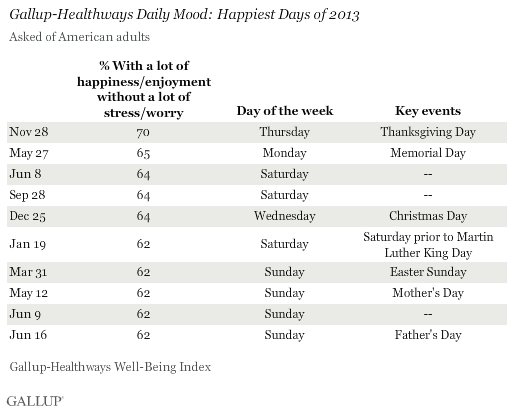 Gallup-Healthways Daily Mood: Happiest Days of 2013
Asked of American adults
% With a lot of
happiness/enjoyment
without a lot of
stress/worry Day of the week Key events
Nov 28 70 Thursday Thanksgiving Day
May 27 65 Monday Memorial Day
Jun 8 64 Saturday --
Sep 28 64 Saturday --
Dec 25 64 Wednesday Christmas Day
Jan 19 62 Saturday Saturday prior to Martin
Luther King Day
Mar 31 62 Sunday Easter Sunday
May 12 62 Sunday Mother's Day
Jun 9 62 Sunday --
Jun 16 62 Sunday Father's Day
Gallup-Healthways Well-Being Index
GALLUP®